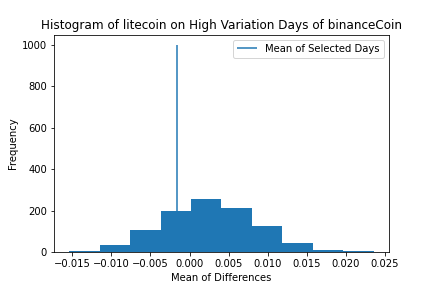 Histogram of litecoin on High Variation Days of binanceCoin
Mean of Selected Days
1000
800
600
400
200
0
Frequency
−0.015 −0.010 −0.005 0.000 0.005 0.010 0.015 0.020 0.025
Mean of Differences